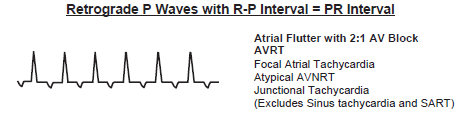 Retrograde P Waves with R-P Interval = PR Interval
Atrial Flutter with 2:1 AV Block
AVRT
Focal Atrial Tachycardia
Atypical AVNRT
Junctional Tachycardia
(Excludes Sinus tachycardia and SART)